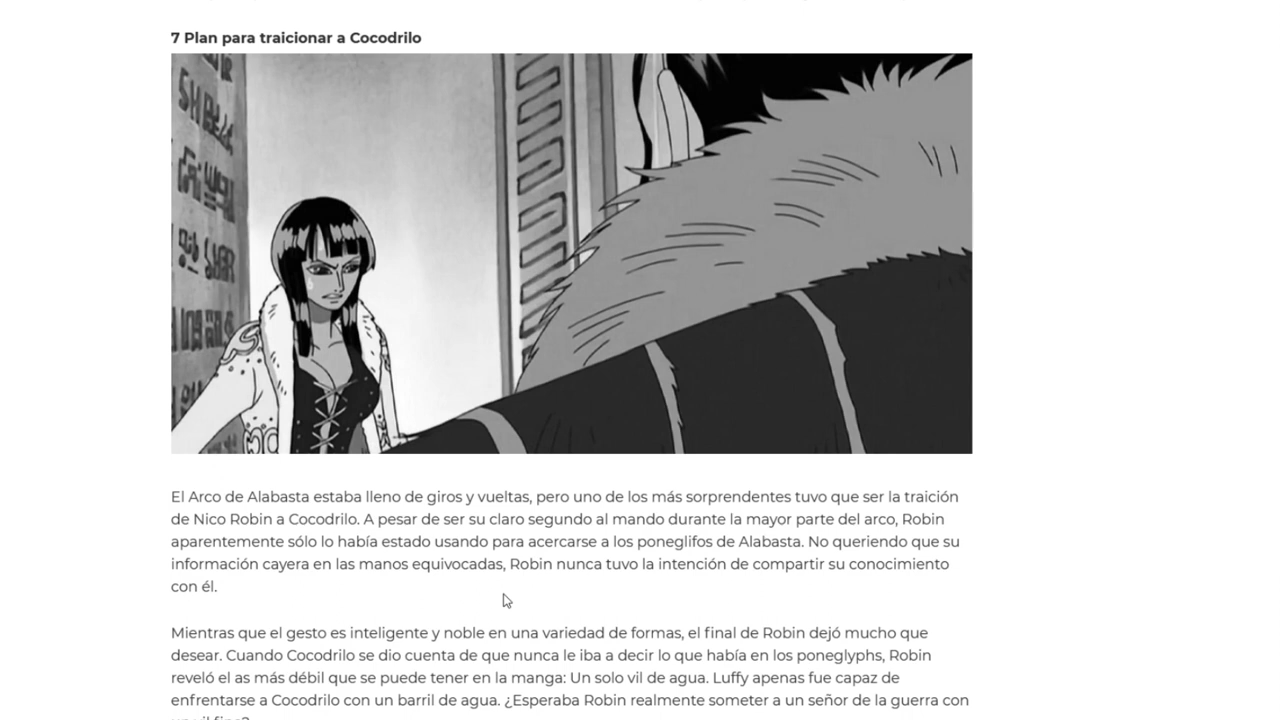 7 Plan para traicionar a Cocodrilo
El Arco de Alabasta estaba lleno de giros y vueltas, pero uno de los más sorprendentes tuvo que ser la traición
de Nico Robin a Cocodrilo. A pesar de ser su claro segundo al mando durante la mayor parte del arco, Robin
aparentemente sólo lo había estado usando para acercarse a los poneglifos de Alabasta. No queriendo que su
información cayera en las manos equivocadas, Robin nunca tuvo la intención de compartir su conocimiento
con él.
Mientras que el gesto es inteligente y noble en una variedad de formas, el final de Robin dejó mucho que
desear. Cuando Cocodrilo se dio cuenta de que nunca le iba a decir lo que había en los poneglyphs, Robin
reveló el as más débil que se puede tener en la manga: Un solo vil de agua. Luffy apenas fue capaz de
enfrentarse a Cocodrilo con un barril de agua. ¿Esperaba Robin realmente someter a un señor de la guerra con